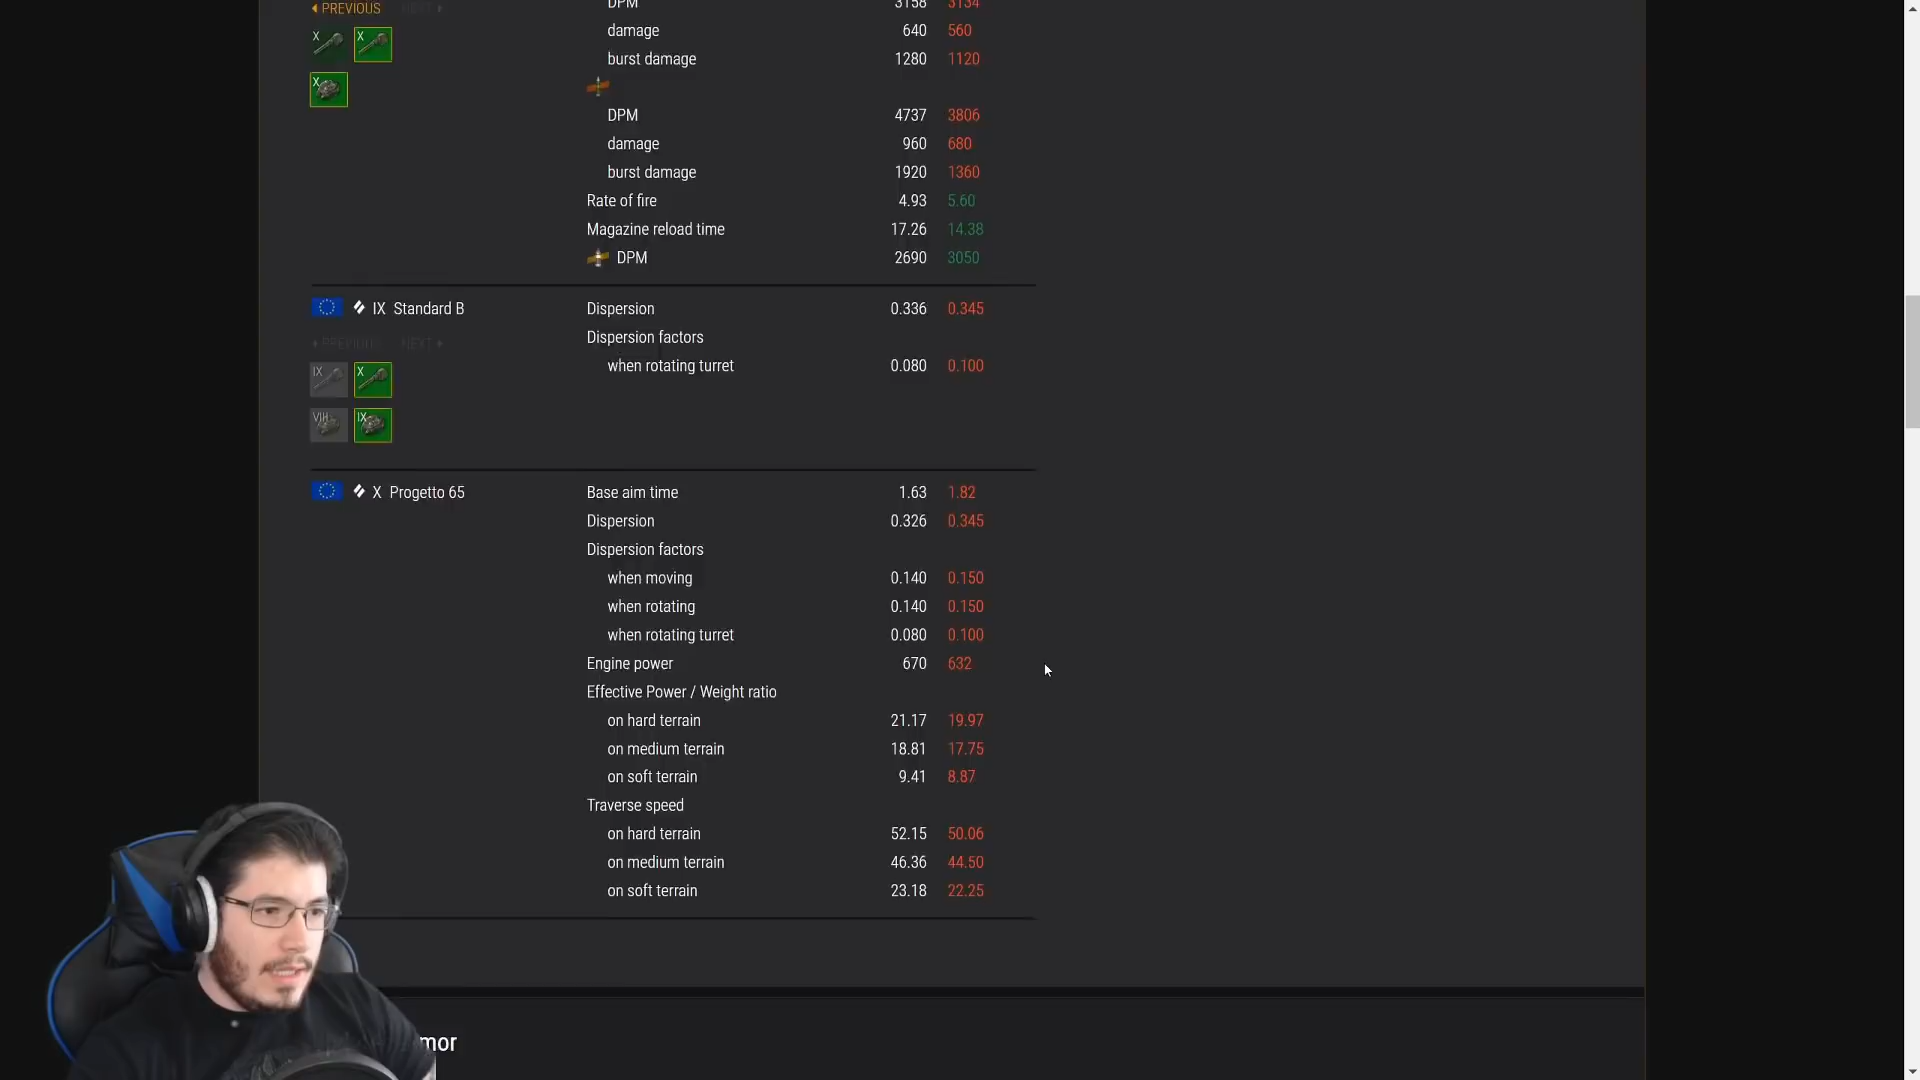 PREVIOUS NEXT
DPM 3158 3134
X X damage 640 560
burst damage 1280 1120
X
DPM 4737 3806
damage 960 680
burst damage 1920 1360
Rate of fire 4.93 5.60
Magazine reload time 17.26 14.38
DPM 2690 3050
IX Standard B Dispersion 0.336 0.345
PREVIOUS NEXT Dispersion factors
IX X when rotating turret 0.080 0.100
VIII IX
X Progetto 65 Base aim time 1.63 1.82
Dispersion 0.326 0.345
Dispersion factors
when moving 0.140 0.150
when rotating 0.140 0.150
when rotating turret 0.080 0.100
Engine power 670 632
Effective Power / Weight ratio
on hard terrain 21.17 19.97
on medium terrain 18.81 17.75
on soft terrain 9.41 8.87
Traverse speed
on hard terrain 52.15 50.06
on medium terrain 46.36 44.50
on soft terrain 23.18 22.25